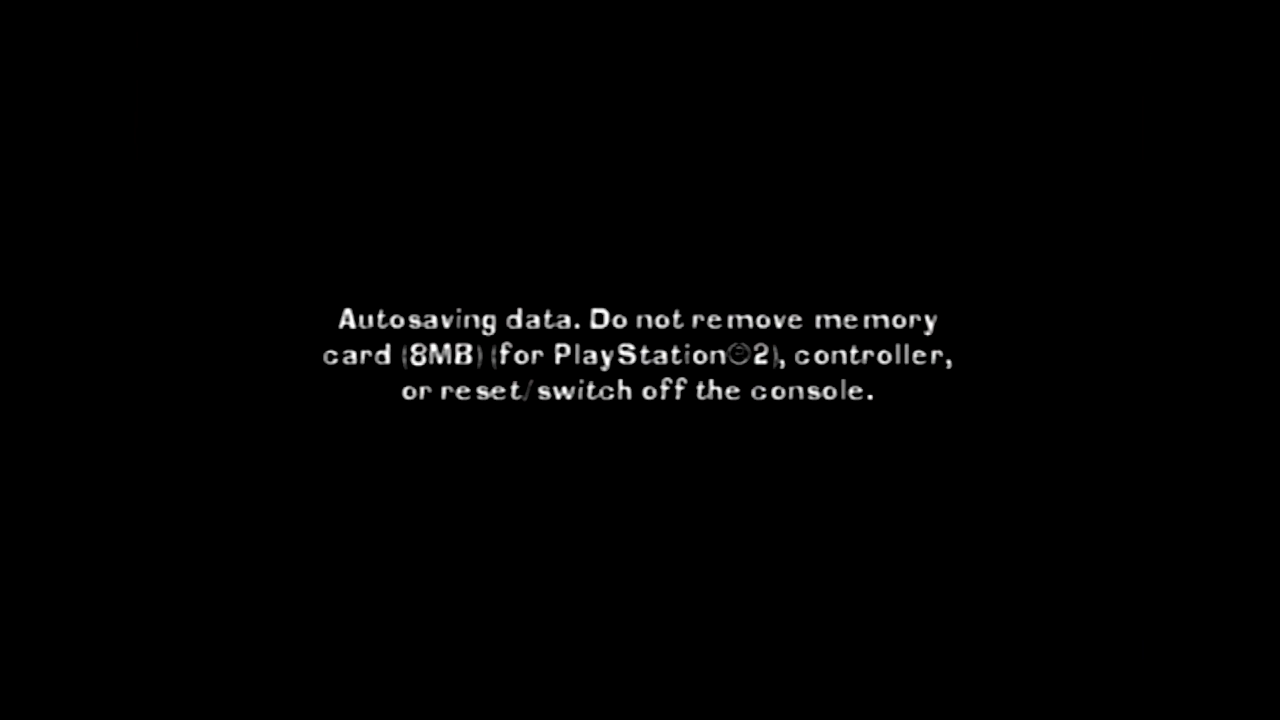 Autosaving data. Do not remove memory
card (8MB) (for PlayStation®2), controller,
or reset/switch off the console.